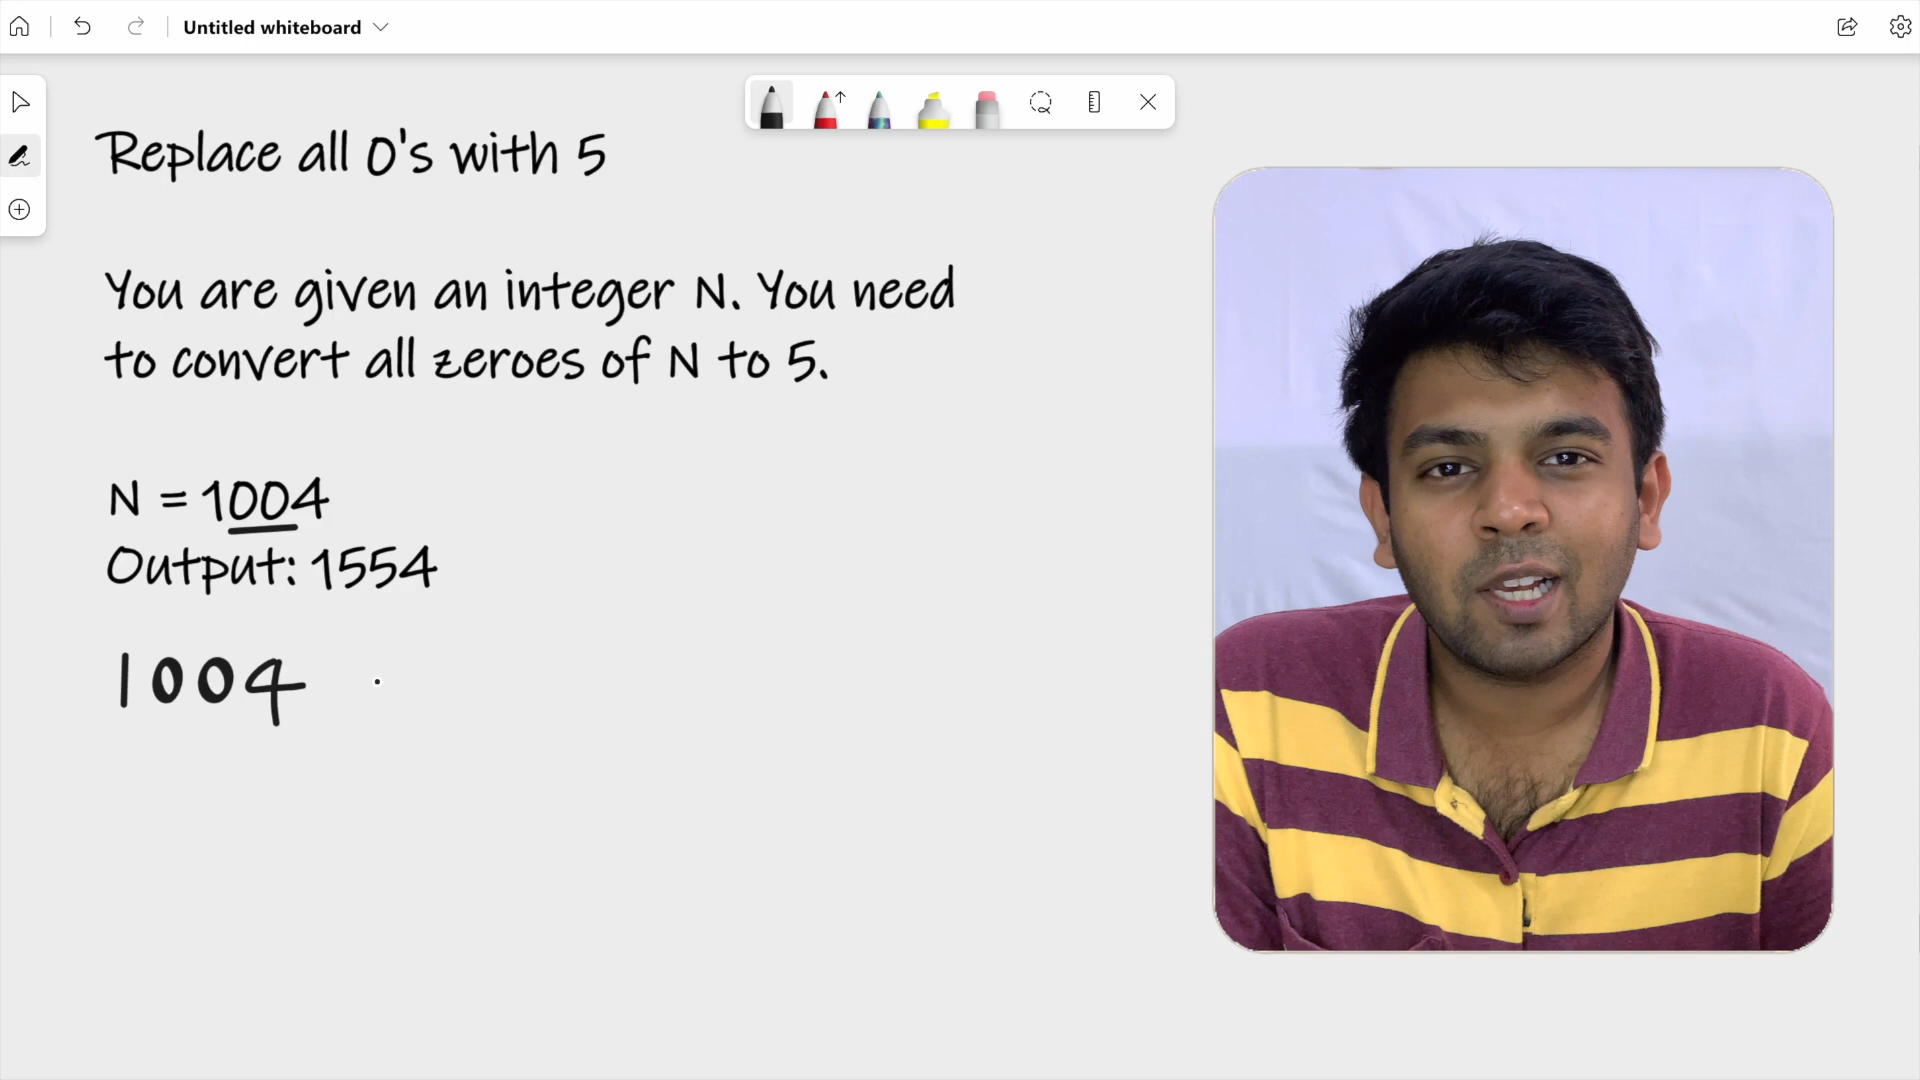 Untitled whiteboard
Replace all 0's with 5
You are given an integer N. You need
to convert all zeroes of N to 5.
N = 1004
Output: 1554
1004